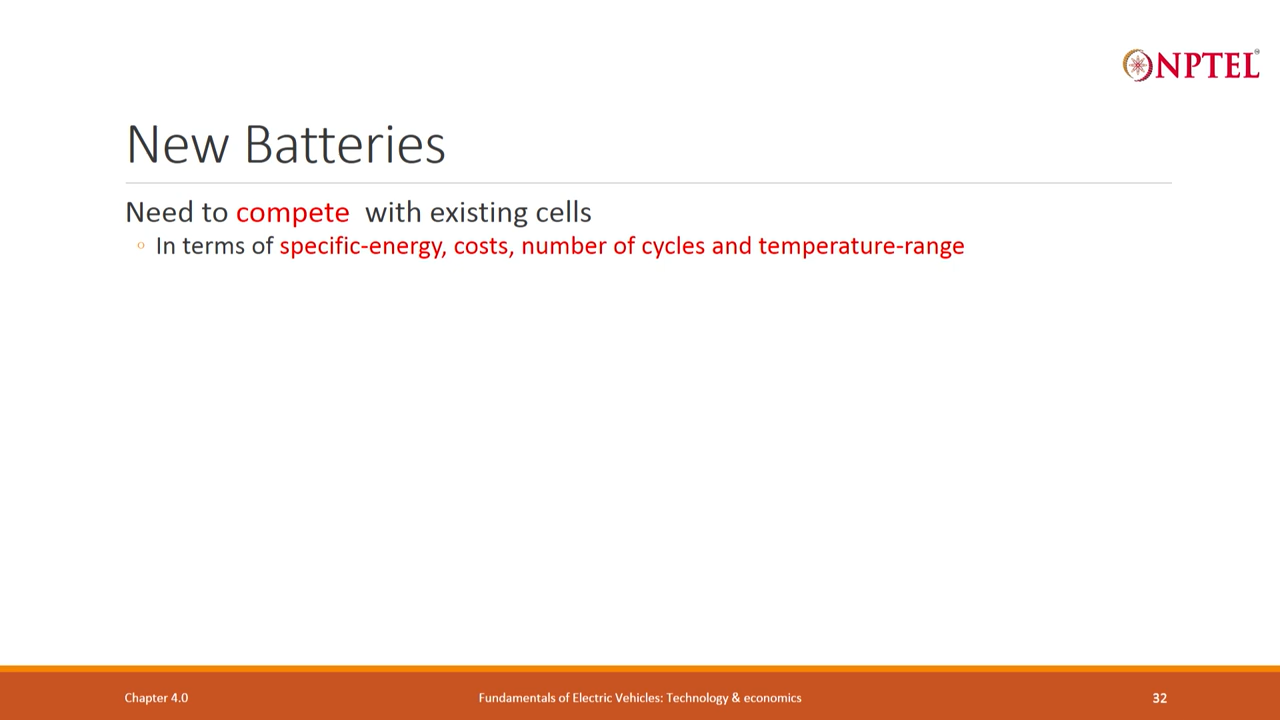 NPTEL
New Batteries
Need to compete with existing cells
In terms of specific-energy, costs, number of cycles and temperature-range
Chapter 4.0
Fundamentals of Electric Vehicles: Technology & economics
32